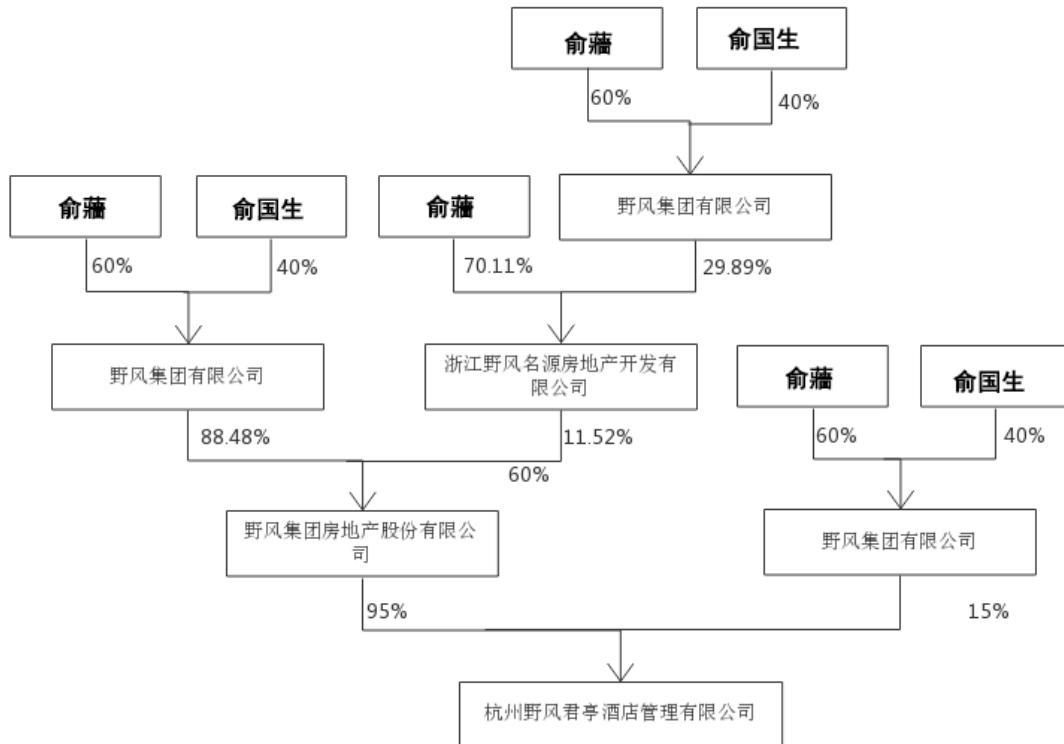 俞蘠
俞国生
60%
40%
俞蘠
俞国生
俞蘠
野风集团有限公司
60%
40%
70.11%
29.89%
野风集团有限公司
浙江野风名源房地产开发有
限公司
俞蘠
俞国生
88.48%
11.52%
60%
40%
60%
野风集团房地产股份有限公
司
野风集团有限公司
95%
15%
杭州野风君亭酒店管理有限公司